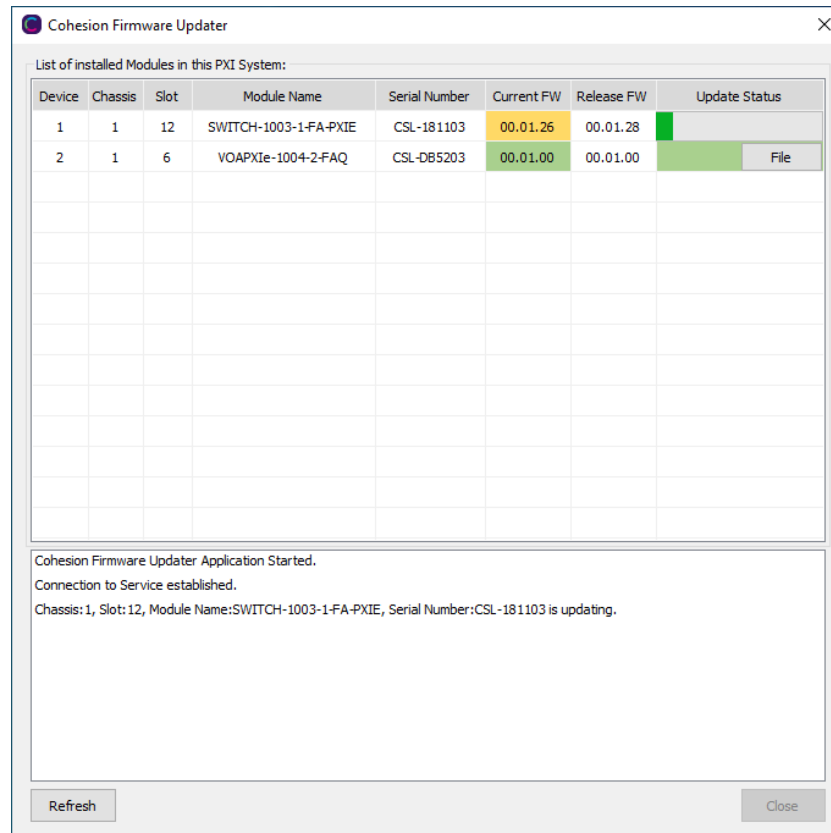 Cohesion Firmware Updater
List of installed Modules in this PXI System:
Device Chassis Slot Module Name Serial Number Current FW Release FW Update Status
1 1 12 SWITCH-1003-1-FA-PXIE CSL-181103 00.01.26 00.01.28
2 1 6 VOAPXIe-1004-2-FAQ CSL-DB5203 00.01.00 00.01.00 File
Cohesion Firmware Updater Application Started.
Connection to Service established.
Chassis:1, Slot:12, Module Name:SWITCH-1003-1-FA-PXIE, Serial Number:CSL-181103 is updating.
Refresh Close